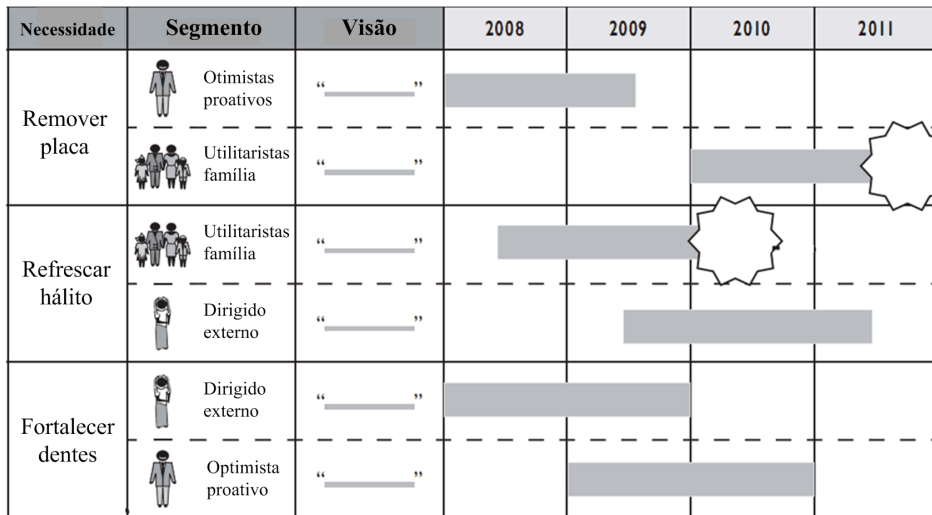 Necessidade Segmento Visão 2008 2009 2010 2011
Remover
placa
Otimistas
proativos
“ ”
Utilitaristas
família
“ ”
Refrescar
hálito
Utilitaristas
família
“ ”
Dirigido
externo
“ ”
Fortalecer
dentes
Dirigido
externo
“ ”
Optimista
proativo
“ ”